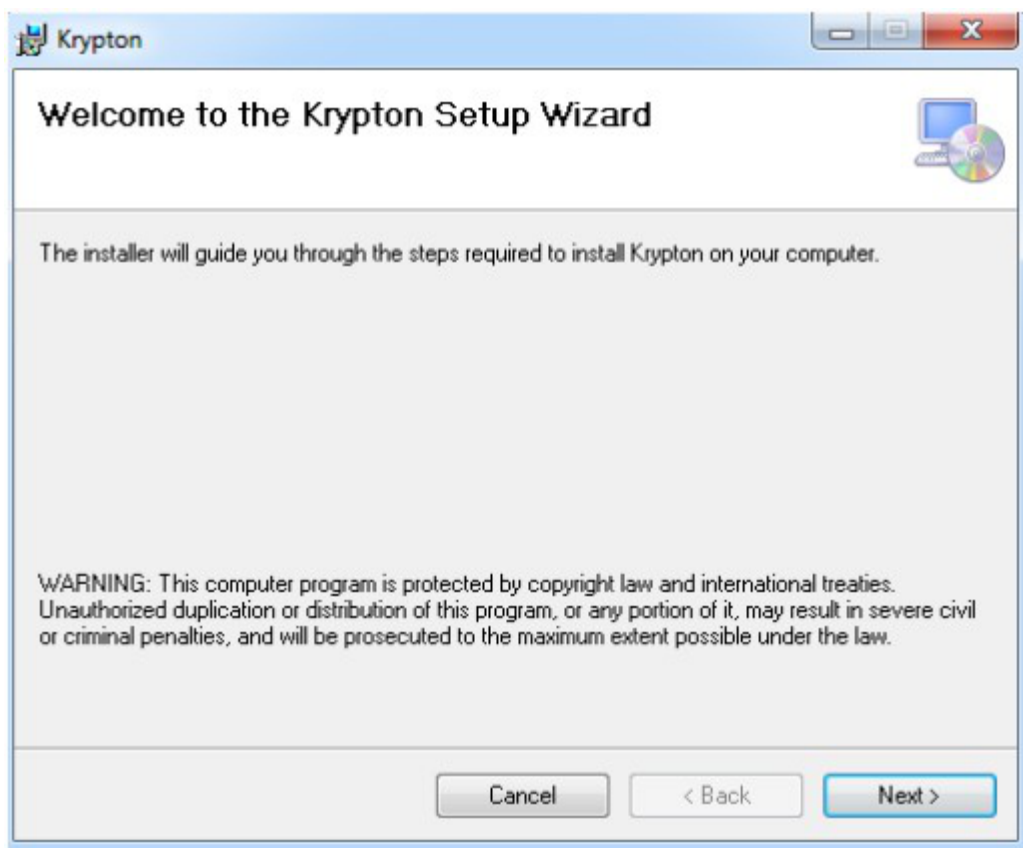 Krypton
Welcome to the Krypton Setup Wizard
The installer will guide you through the steps required to install Krypton on your computer.
WARNING: This computer program is protected by copyright law and international treaties.
Unauthorized duplication or distribution of this program, or any portion of it, may result in severe civil
or criminal penalties, and will be prosecuted to the maximum extent possible under the law.
Cancel
< Back
Next >